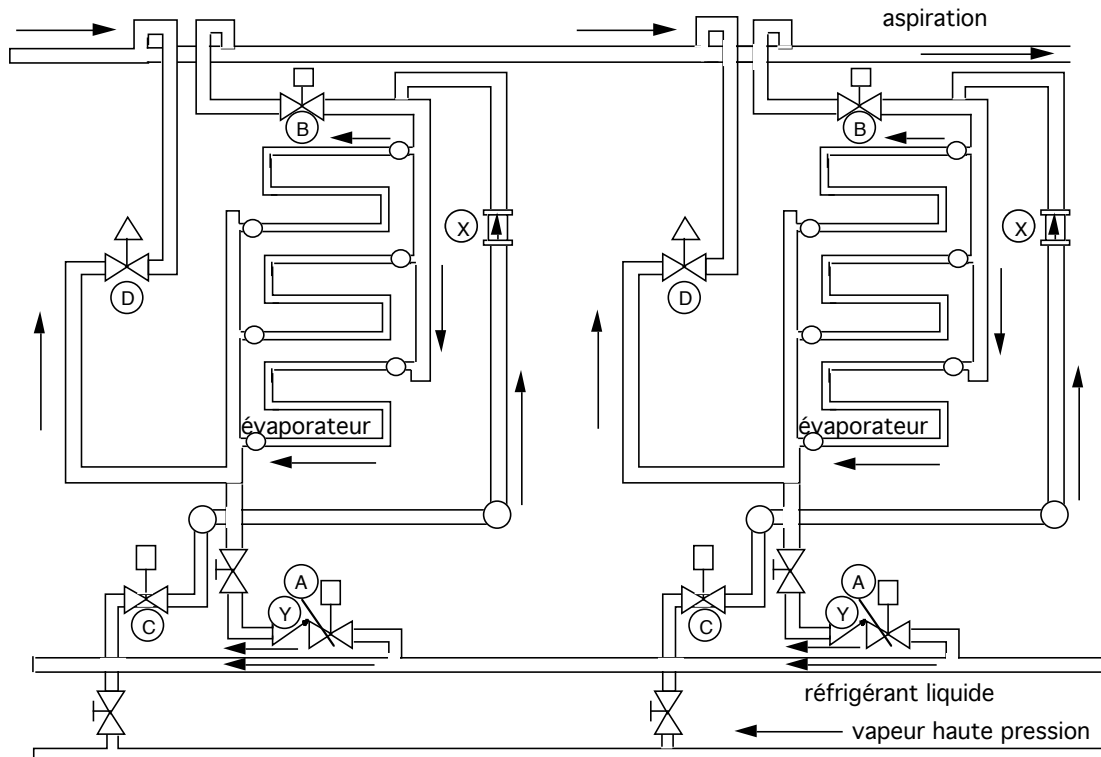 aspiration
B
B
X
X
D
D
évaporateur
évaporateur
A
A
Y
Y
C
C
réfrigérant liquide
vapeur haute pression